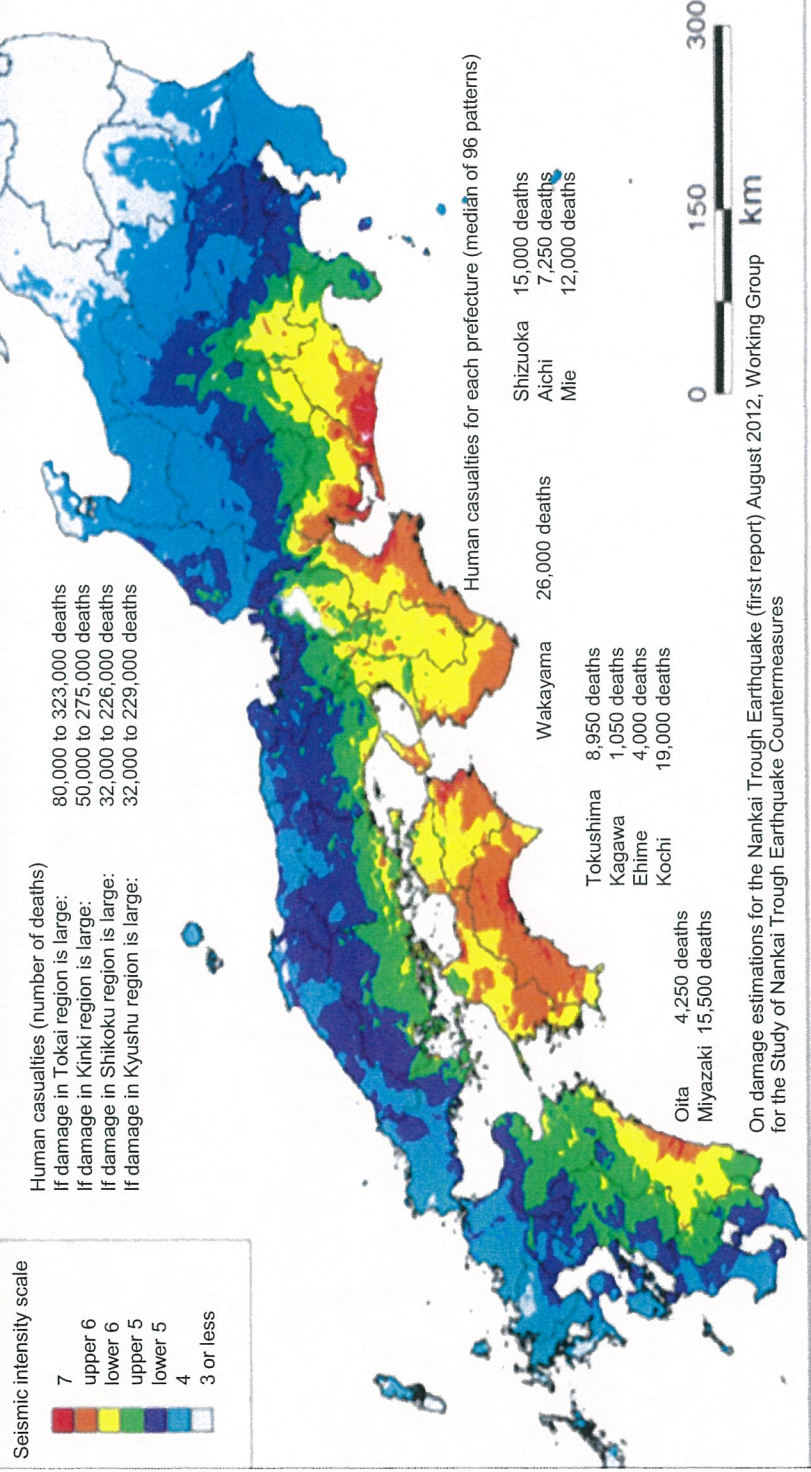 Seismic intensity scale
7
upper 6
lower 6
upper 5
lower 5
4
3 or less
Human casualties (number of deaths)
If damage in Tokai region is large: 80,000 to 323,000 deaths
If damage in Kinki region is large: 50,000 to 275,000 deaths
If damage in Shikoku region is large: 32,000 to 226,000 deaths
If damage in Kyushu region is large: 32,000 to 229,000 deaths
Human casualties for each prefecture (median of 96 patterns)
Shizuoka 15,000 deaths
Aichi 7,250 deaths
Mie 12,000 deaths
Wakayama 26,000 deaths
Tokushima 8,950 deaths
Kagawa 1,050 deaths
Ehime 4,000 deaths
Kochi 19,000 deaths
Oita 4,250 deaths
Miyazaki 15,500 deaths
0 150 300
km
On damage estimations for the Nankai Trough Earthquake (first report) August 2012, Working Group
for the Study of Nankai Trough Earthquake Countermeasures